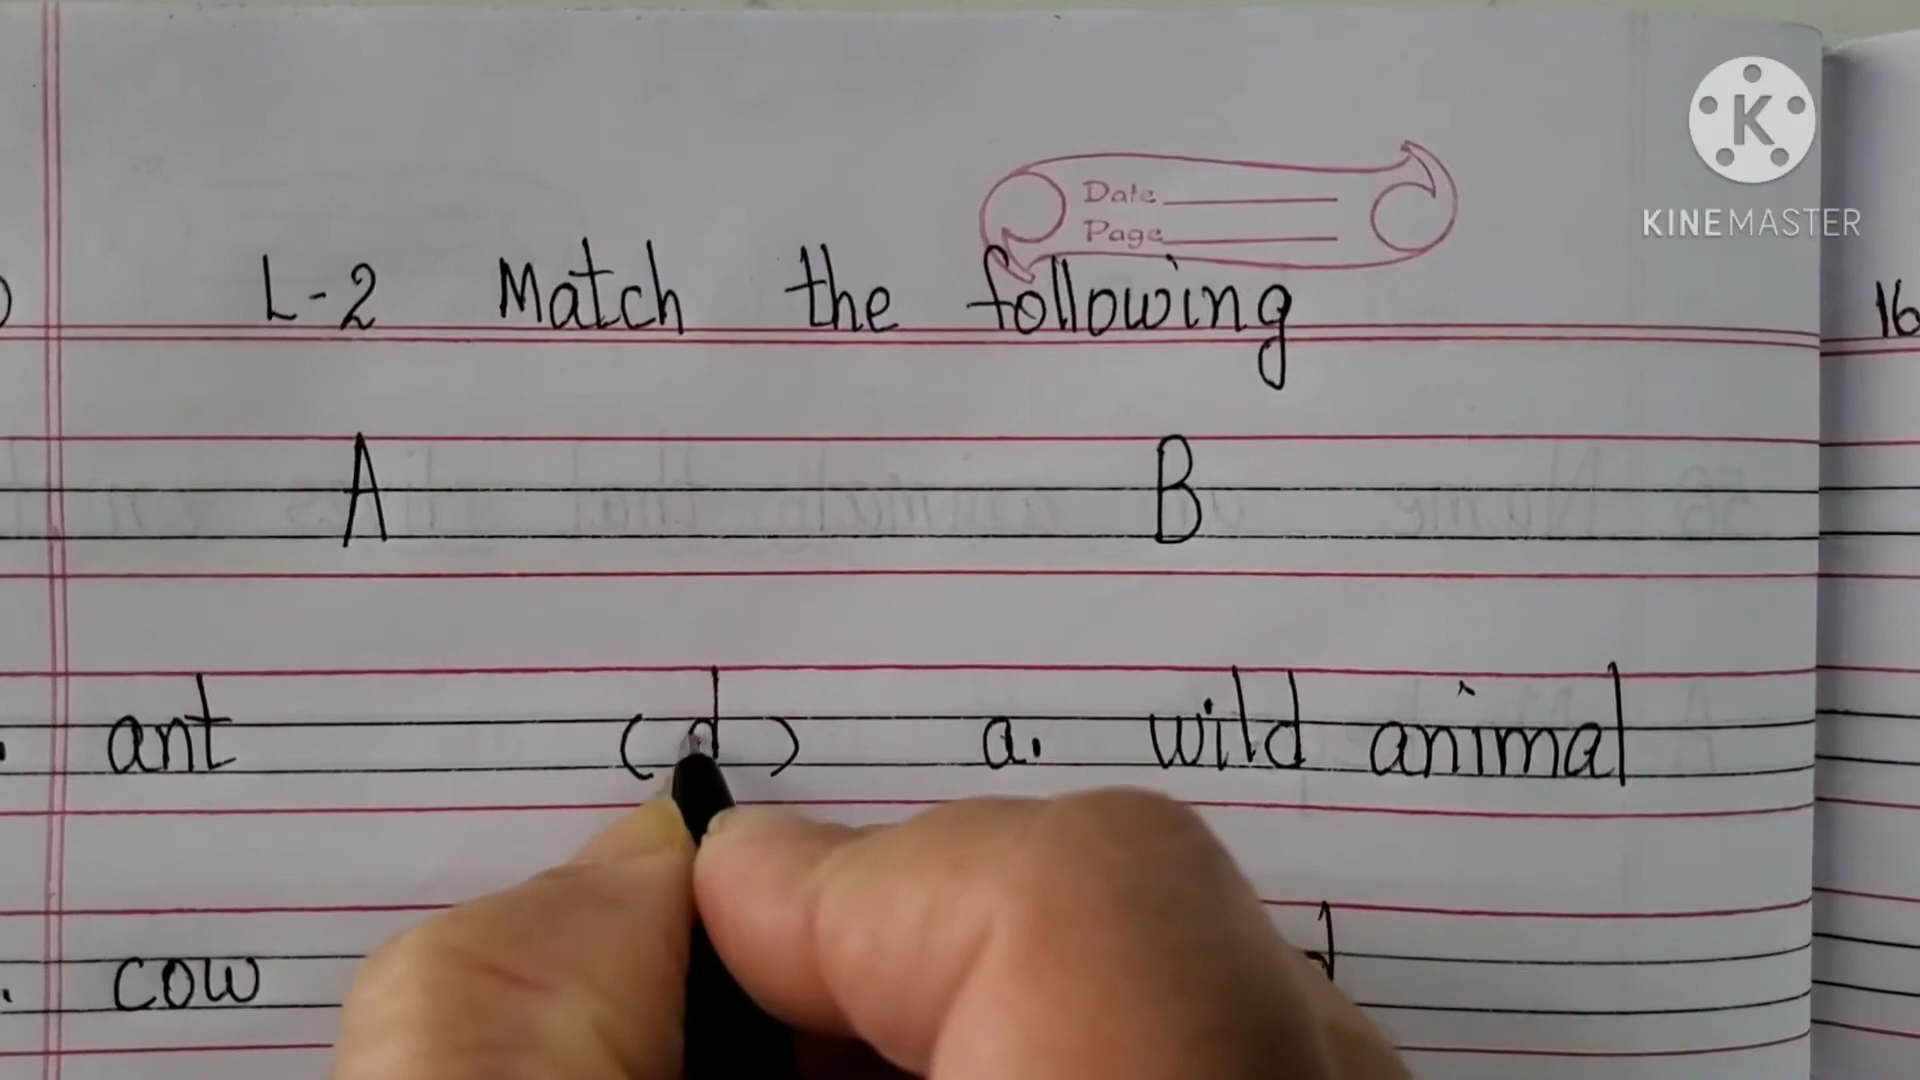 KINEMASTER
Date
Page
L-2 Match the following
16
A B
ant ( d ) a. wild animal
cow